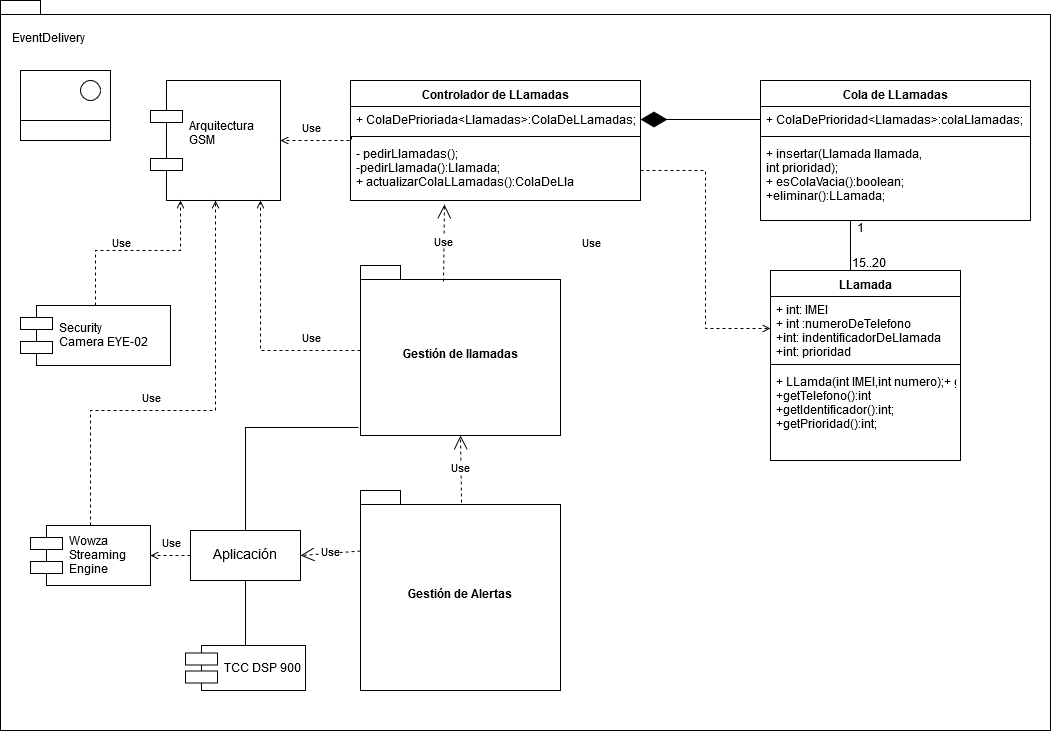 EventDelivery
Arquitectura
GSM
Use
Controlador de LLamadas
+ ColaDePrioriada<Llamadas>:ColaDeLLamadas;
- pedirLlamadas();
-pedirLlamada():Llamada;
+ actualizarColaLLamadas():ColaDeLla
Cola de LLamadas
+ ColaDePrioridad<Llamadas>:colaLlamadas;
+ insertar(Llamada llamada,
int prioridad);
+ esColaVacia():boolean;
+eliminar():LLamada;
1
15..20
Use
Use
Use
LLamada
+ int: IMEI
+ int :numeroDeTelefono
+int: indentificadorDeLlamada
+int: prioridad
+ LLamda(int IMEI,int numero);+ g
+getTelefono():int
+getIdentificador():int;
+getPrioridad():int;
Security
Camera EYE-02
Use
Gestión de llamadas
Use
Use
Wowza
Streaming
Engine
Use
Aplicación
Use
Gestión de Alertas
TCC DSP 900